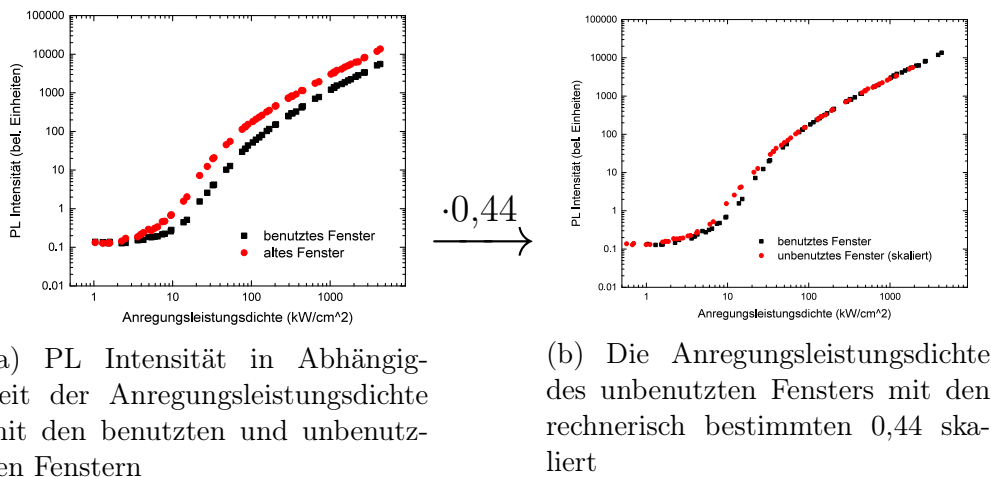 100000
10000
1000
100
10
1
0.1
0.01
PL Intensität (bel. Einheiten)
benutztes Fenster
altes Fenster
1 10 100 1000
Anregungsleistungsdichte (kW/cm^2)
·0,44
100000
10000
1000
100
10
1
0.1
0.01
PL Intensität (bel. Einheiten)
benutztes Fenster
unbenutztes Fenster (skaliert)
1 10 100 1000
Anregungsleistungsdichte (kW/cm^2)
a) PL Intensität in Abhängig-
eit der Anregungsleistungsdichte
nit den benutzten und unbenutz-
en Fenstern
(b) Die Anregungsleistungsdichte
des unbenutzten Fensters mit den
rechnerisch bestimmten 0,44 ska-
liert